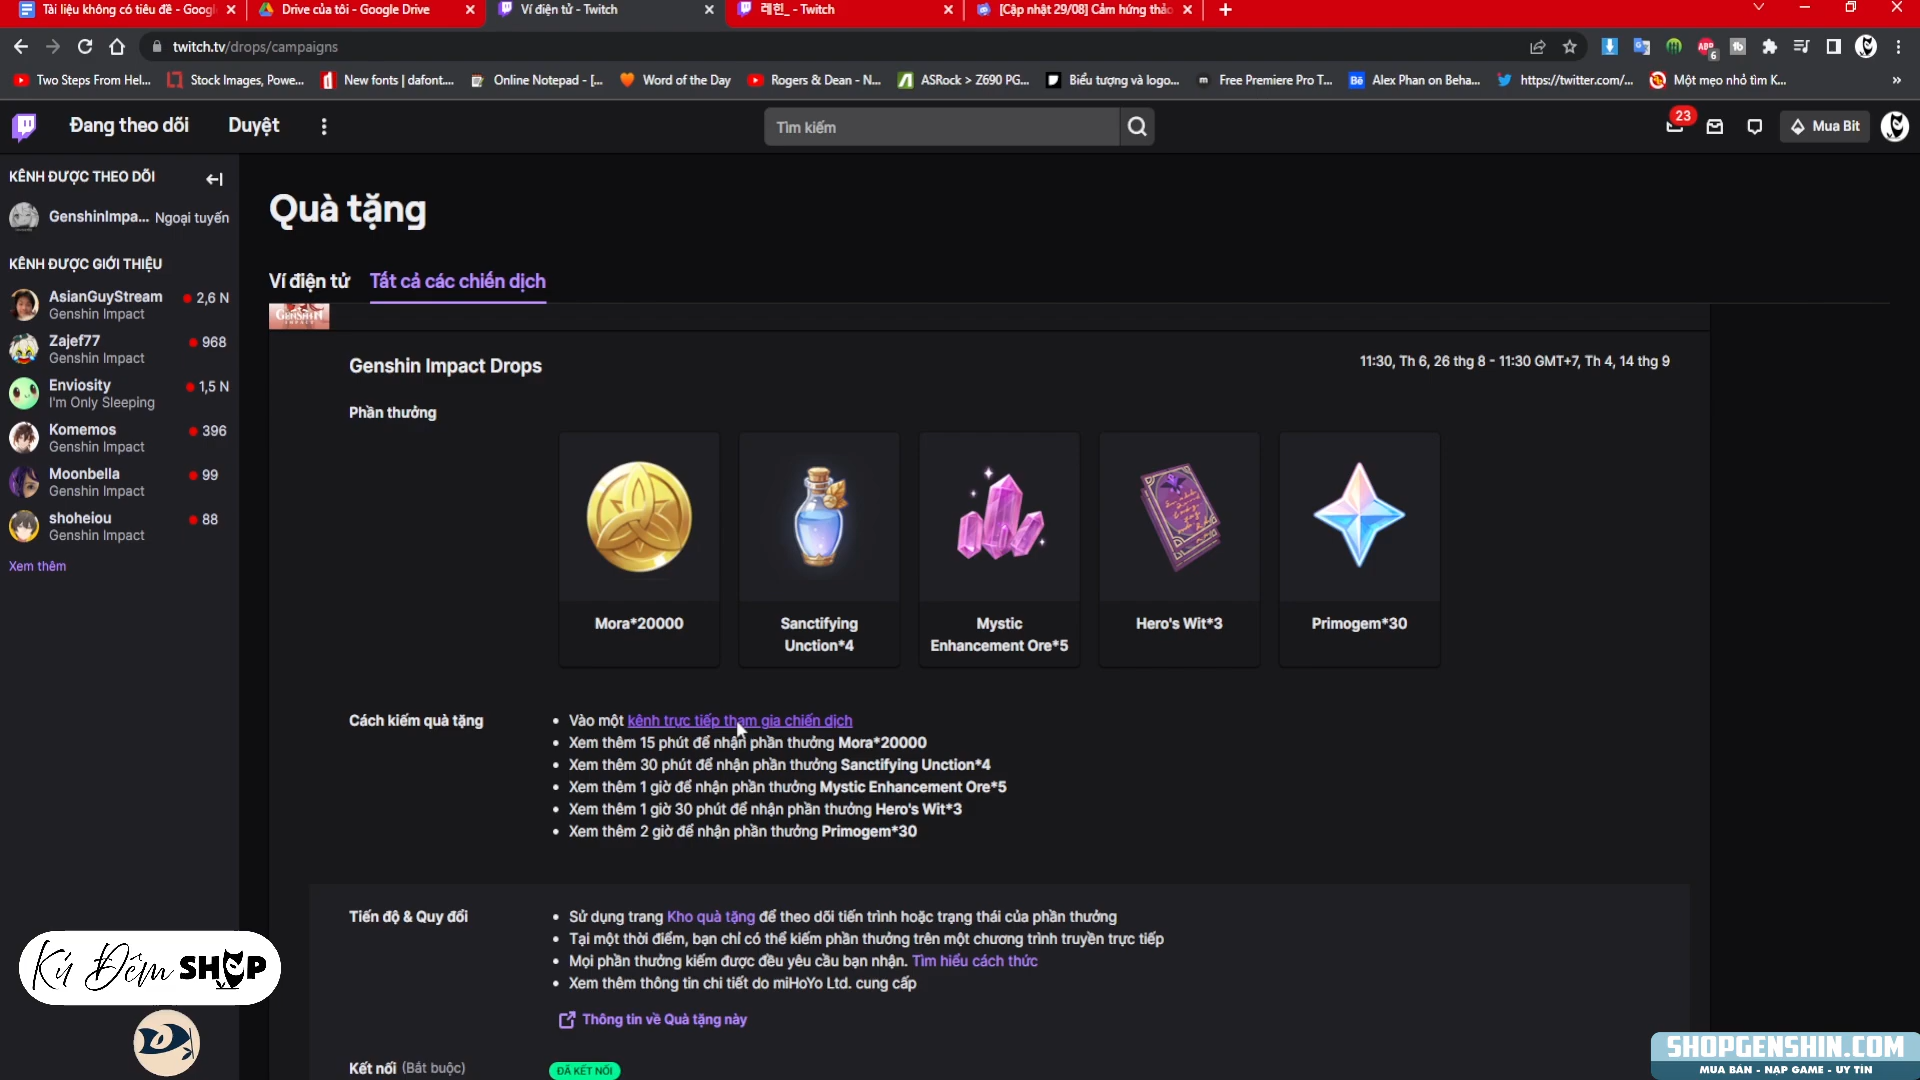 Tài liệu không có tiêu đề - Googl
Drive của tôi - Google Drive
Ví điện tử - Twitch
레힌_ - Twitch
[Cập nhật 29/08] Cảm hứng thảo
twitch.tv/drops/campaigns
Two Steps From Hel...
Stock Images, Powe...
New fonts | dafont....
Online Notepad - [...
Word of the Day
Rogers & Dean - N...
ASRock > Z690 PG...
Biểu tượng và logo...
Free Premiere Pro T...
Alex Phan on Beha...
https://twitter.com/...
Một mẹo nhỏ tìm K...
Đang theo dõi
Duyệt
Tìm kiếm
23
Mua Bit
KÊNH ĐƯỢC THEO DÕI
GenshinImpa... Ngoại tuyến
KÊNH ĐƯỢC GIỚI THIỆU
AsianGuyStream 2,6 N
Genshin Impact
Zajef77 968
Genshin Impact
Enviosity 1,5 N
I'm Only Sleeping
Komemos 396
Genshin Impact
Moonbella 99
Genshin Impact
shoheiou 88
Genshin Impact
Xem thêm
Quà tặng
Ví điện tử
Tất cả các chiến dịch
GENSHIN
Genshin Impact Drops
11:30, Th 6, 26 thg 8 - 11:30 GMT+7, Th 4, 14 thg 9
Phần thưởng
Mora*20000
Sanctifying
Unction*4
Mystic
Enhancement Ore*5
Hero's Wit*3
Primogem*30
Cách kiếm quà tặng
Vào một kênh trực tiếp tham gia chiến dịch
Xem thêm 15 phút để nhận phần thưởng Mora*20000
Xem thêm 30 phút để nhận phần thưởng Sanctifying Unction*4
Xem thêm 1 giờ để nhận phần thưởng Mystic Enhancement Ore*5
Xem thêm 1 giờ 30 phút để nhận phần thưởng Hero's Wit*3
Xem thêm 2 giờ để nhận phần thưởng Primogem*30
Tiến độ & Quy đổi
Sử dụng trang Kho quà tặng để theo dõi tiến trình hoặc trạng thái của phần thưởng
Tại một thời điểm, bạn chỉ có thể kiếm phần thưởng trên một chương trình truyền trực tiếp
Mọi phần thưởng kiếm được đều yêu cầu bạn nhận. Tìm hiểu cách thức
Xem thêm thông tin chi tiết do miHoYo Ltd. cung cấp
Thông tin về Quà tặng này
Kết nối (Bắt buộc)
ĐÃ KẾT NỐI
Kú Đêm SHOP
SHOPGENSHIN.COM
MUA BÁN - NẠP GAME - UY TÍN